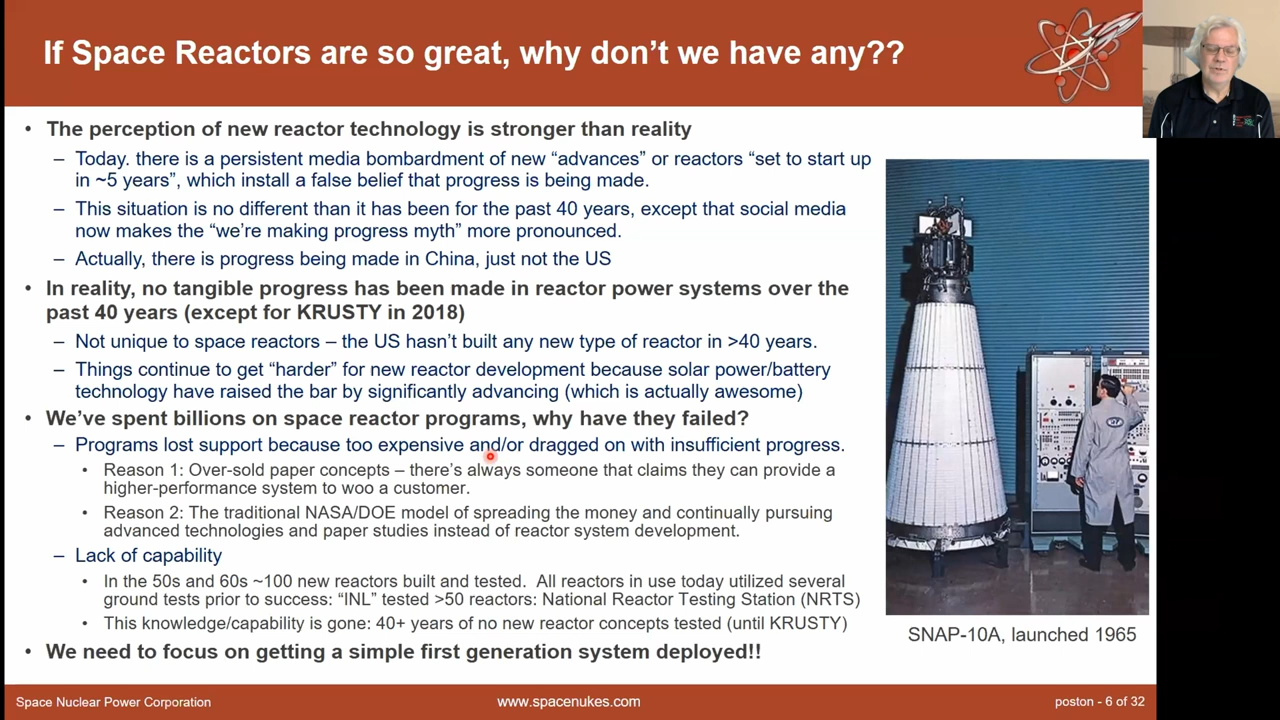 If Space Reactors are so great, why don't we have any??
• The perception of new reactor technology is stronger than reality
– Today. there is a persistent media bombardment of new “advances” or reactors “set to start up
in ~5 years”, which install a false belief that progress is being made.
– This situation is no different than it has been for the past 40 years, except that social media
now makes the “we’re making progress myth” more pronounced.
– Actually, there is progress being made in China, just not the US
• In reality, no tangible progress has been made in reactor power systems over the
past 40 years (except for KRUSTY in 2018)
– Not unique to space reactors – the US hasn’t built any new type of reactor in >40 years.
– Things continue to get “harder” for new reactor development because solar power/battery
technology have raised the bar by significantly advancing (which is actually awesome)
• We’ve spent billions on space reactor programs, why have they failed?
– Programs lost support because too expensive and/or dragged on with insufficient progress.
• Reason 1: Over-sold paper concepts – there’s always someone that claims they can provide a
higher-performance system to woo a customer.
• Reason 2: The traditional NASA/DOE model of spreading the money and continually pursuing
advanced technologies and paper studies instead of reactor system development.
– Lack of capability
• In the 50s and 60s ~100 new reactors built and tested. All reactors in use today utilized several
ground tests prior to success: “INL” tested >50 reactors: National Reactor Testing Station (NRTS)
• This knowledge/capability is gone: 40+ years of no new reactor concepts tested (until KRUSTY)
• We need to focus on getting a simple first generation system deployed!!
SNAP-10A, launched 1965
Space Nuclear Power Corporation
www.spacenukes.com
poston - 6 of 32